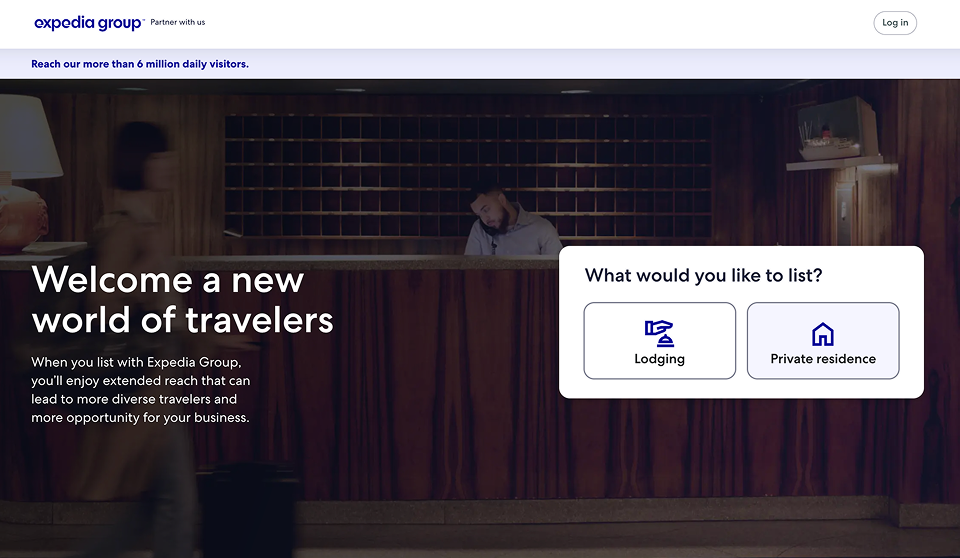 expedia group™ Partner with us
Log in
Reach our more than 6 million daily visitors.
Welcome a new
world of travelers
When you list with Expedia Group,
you'll enjoy extended reach that can
lead to more diverse travelers and
more opportunity for your business.
What would you like to list?
Lodging
Private residence